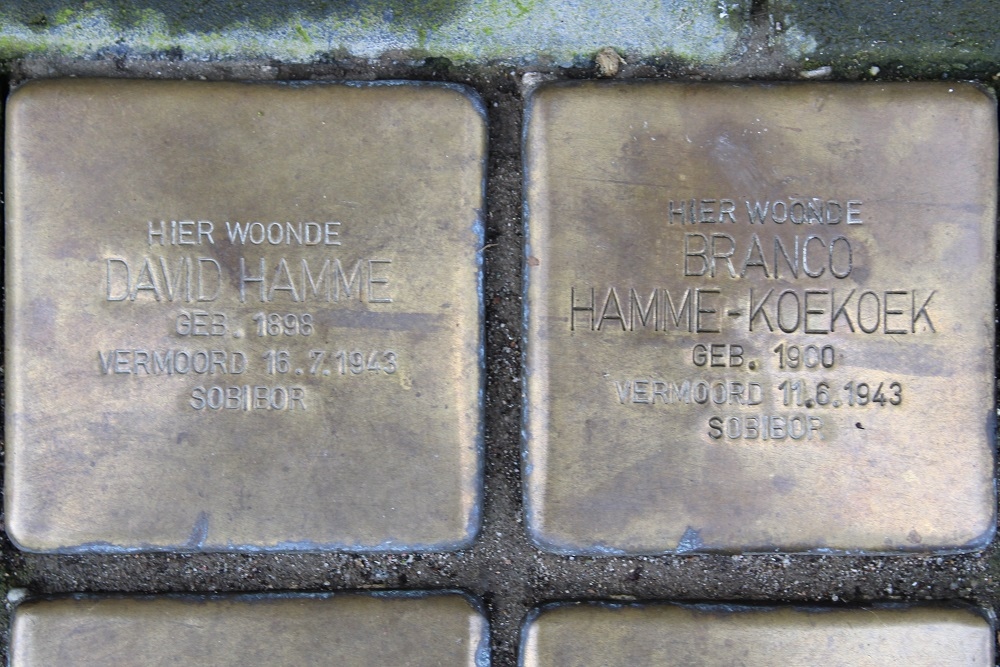 HIER WOONDE
DAVID HAMME
GEB. 1898
VERMOORD 16.7.1943
SOBIBOR
HIER WOONDE
BRANCO
HAMME-KOEKOEK
GEB. 1900
VERMOORD 11.6.1943
SOBIBOR